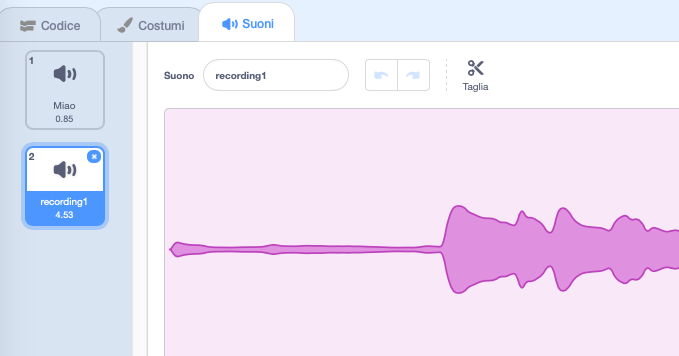 Codice
Costumi
Suoni
1
Miao
0.85
2
recording1
4.53
Suono
recording1
Taglia